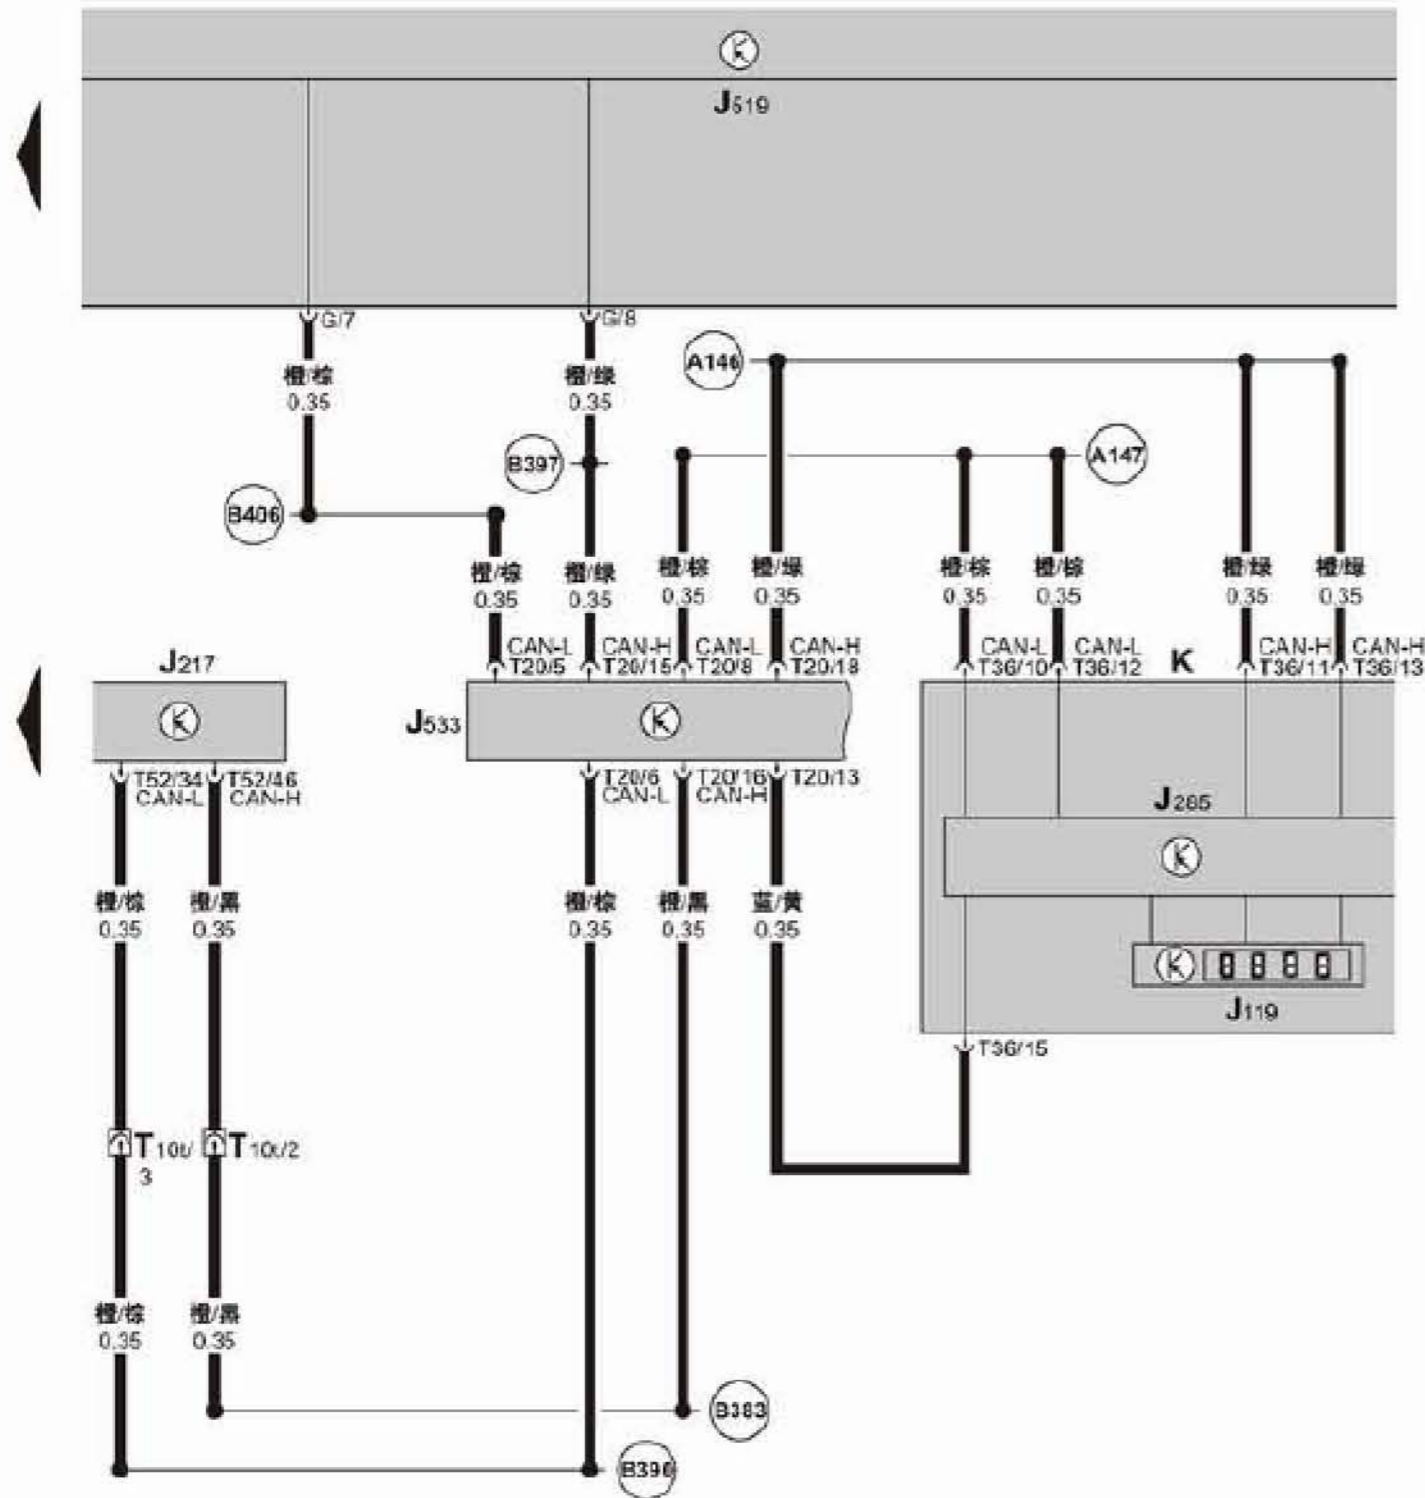 K
J519
G/7 G/8
橙/棕 橙/绿 A146
0.35 0.35
B397 A147
B406
橙/棕 橙/绿 橙/棕 橙/绿 橙/棕 橙/棕 橙/绿 橙/绿
0.35 0.35 0.35 0.35 0.35 0.35 0.35 0.35
CAN-L CAN-H CAN-L CAN-H CAN-L CAN-L CAN-H CAN-H
J217 T20/5 T20/15 T20/8 T20/18 T36/10 T36/12 K T36/11 T36/13
K J533 K
T52/34 T52/46 T20/6 T20/16 T20/13
CAN-L CAN-H CAN-L CAN-H
J285
K
橙/棕 橙/黑 橙/棕 橙/黑 蓝/黄
0.35 0.35 0.35 0.35 0.35
K 8 8 8 8
J119
T36/15
T10t/ T10t/2
3
橙/棕 橙/黑
0.35 0.35
B383